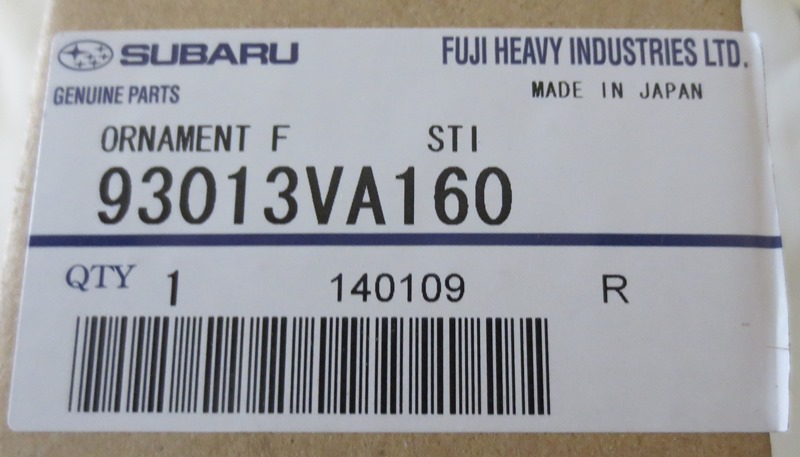 SUBARU FUJI HEAVY INDUSTRIES LTD.
GENUINE PARTS MADE IN JAPAN
ORNAMENT F STI
93013VA160
QTY 1 140109 R